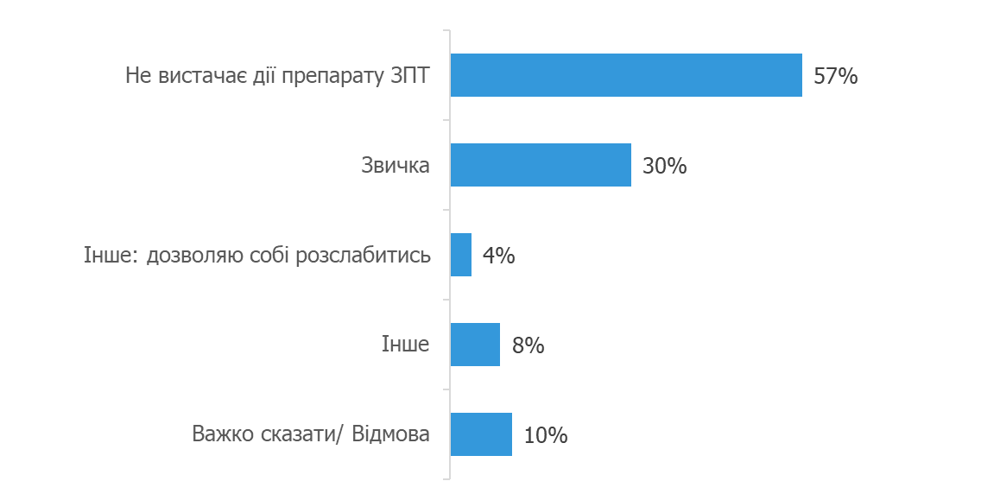 Не вистачає дії препарату ЗПТ 57%
Звичка 30%
Інше: дозволяю собі розслабитись 4%
Інше 8%
Важко сказати/ Відмова 10%